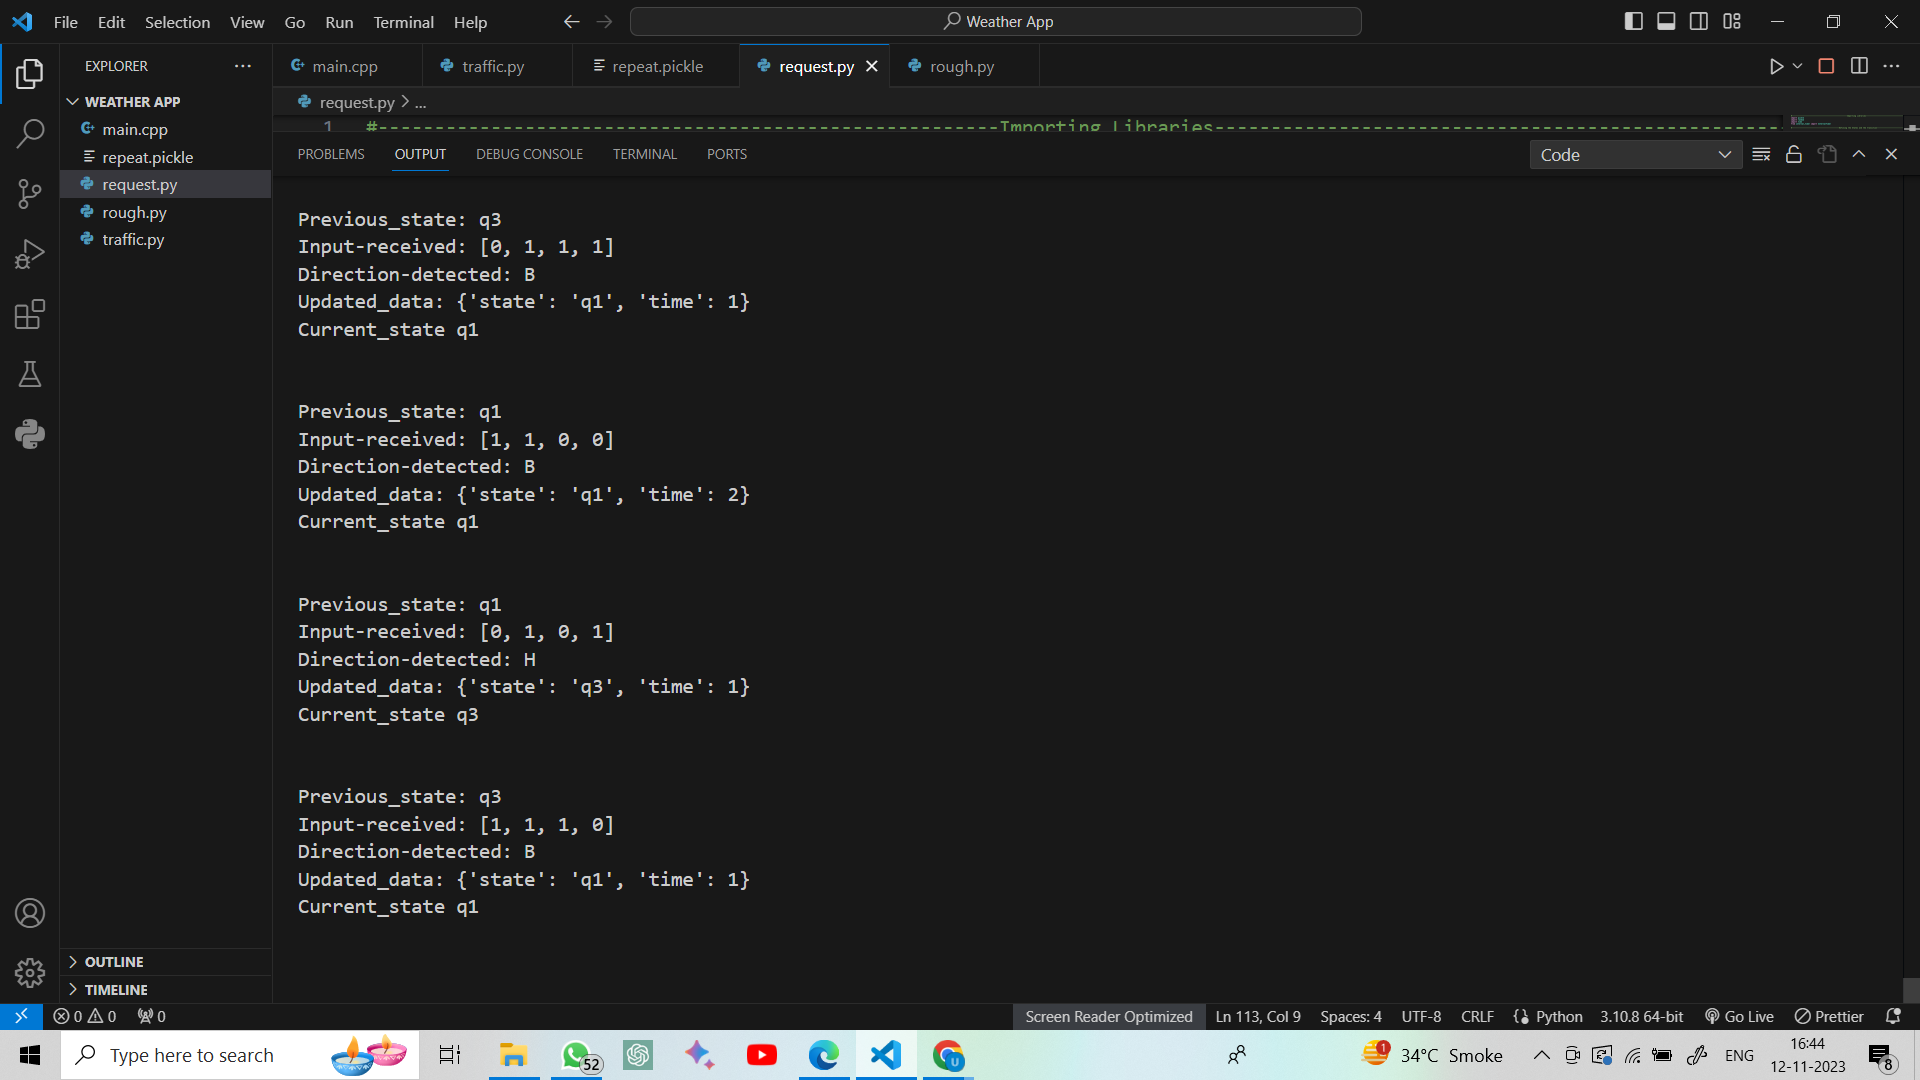 File Edit Selection View Go Run Terminal Help
Weather App
EXPLORER
WEATHER APP
main.cpp
repeat.pickle
request.py
rough.py
traffic.py
OUTLINE
TIMELINE
main.cpp traffic.py repeat.pickle request.py rough.py
request.py > ...
1 #-------------------------------------------------------Importing Libraries--------------------------------------------------
PROBLEMS OUTPUT DEBUG CONSOLE TERMINAL PORTS
Code
Previous_state: q3
Input-received: [0, 1, 1, 1]
Direction-detected: B
Updated_data: {'state': 'q1', 'time': 1}
Current_state q1
Previous_state: q1
Input-received: [1, 1, 0, 0]
Direction-detected: B
Updated_data: {'state': 'q1', 'time': 2}
Current_state q1
Previous_state: q1
Input-received: [0, 1, 0, 1]
Direction-detected: H
Updated_data: {'state': 'q3', 'time': 1}
Current_state q3
Previous_state: q3
Input-received: [1, 1, 1, 0]
Direction-detected: B
Updated_data: {'state': 'q1', 'time': 1}
Current_state q1
0 0 0 Screen Reader Optimized Ln 113, Col 9 Spaces: 4 UTF-8 CRLF Python 3.10.8 64-bit Go Live Prettier
Type here to search 52 U 1 34°C Smoke ENG 16:44 8
12-11-2023